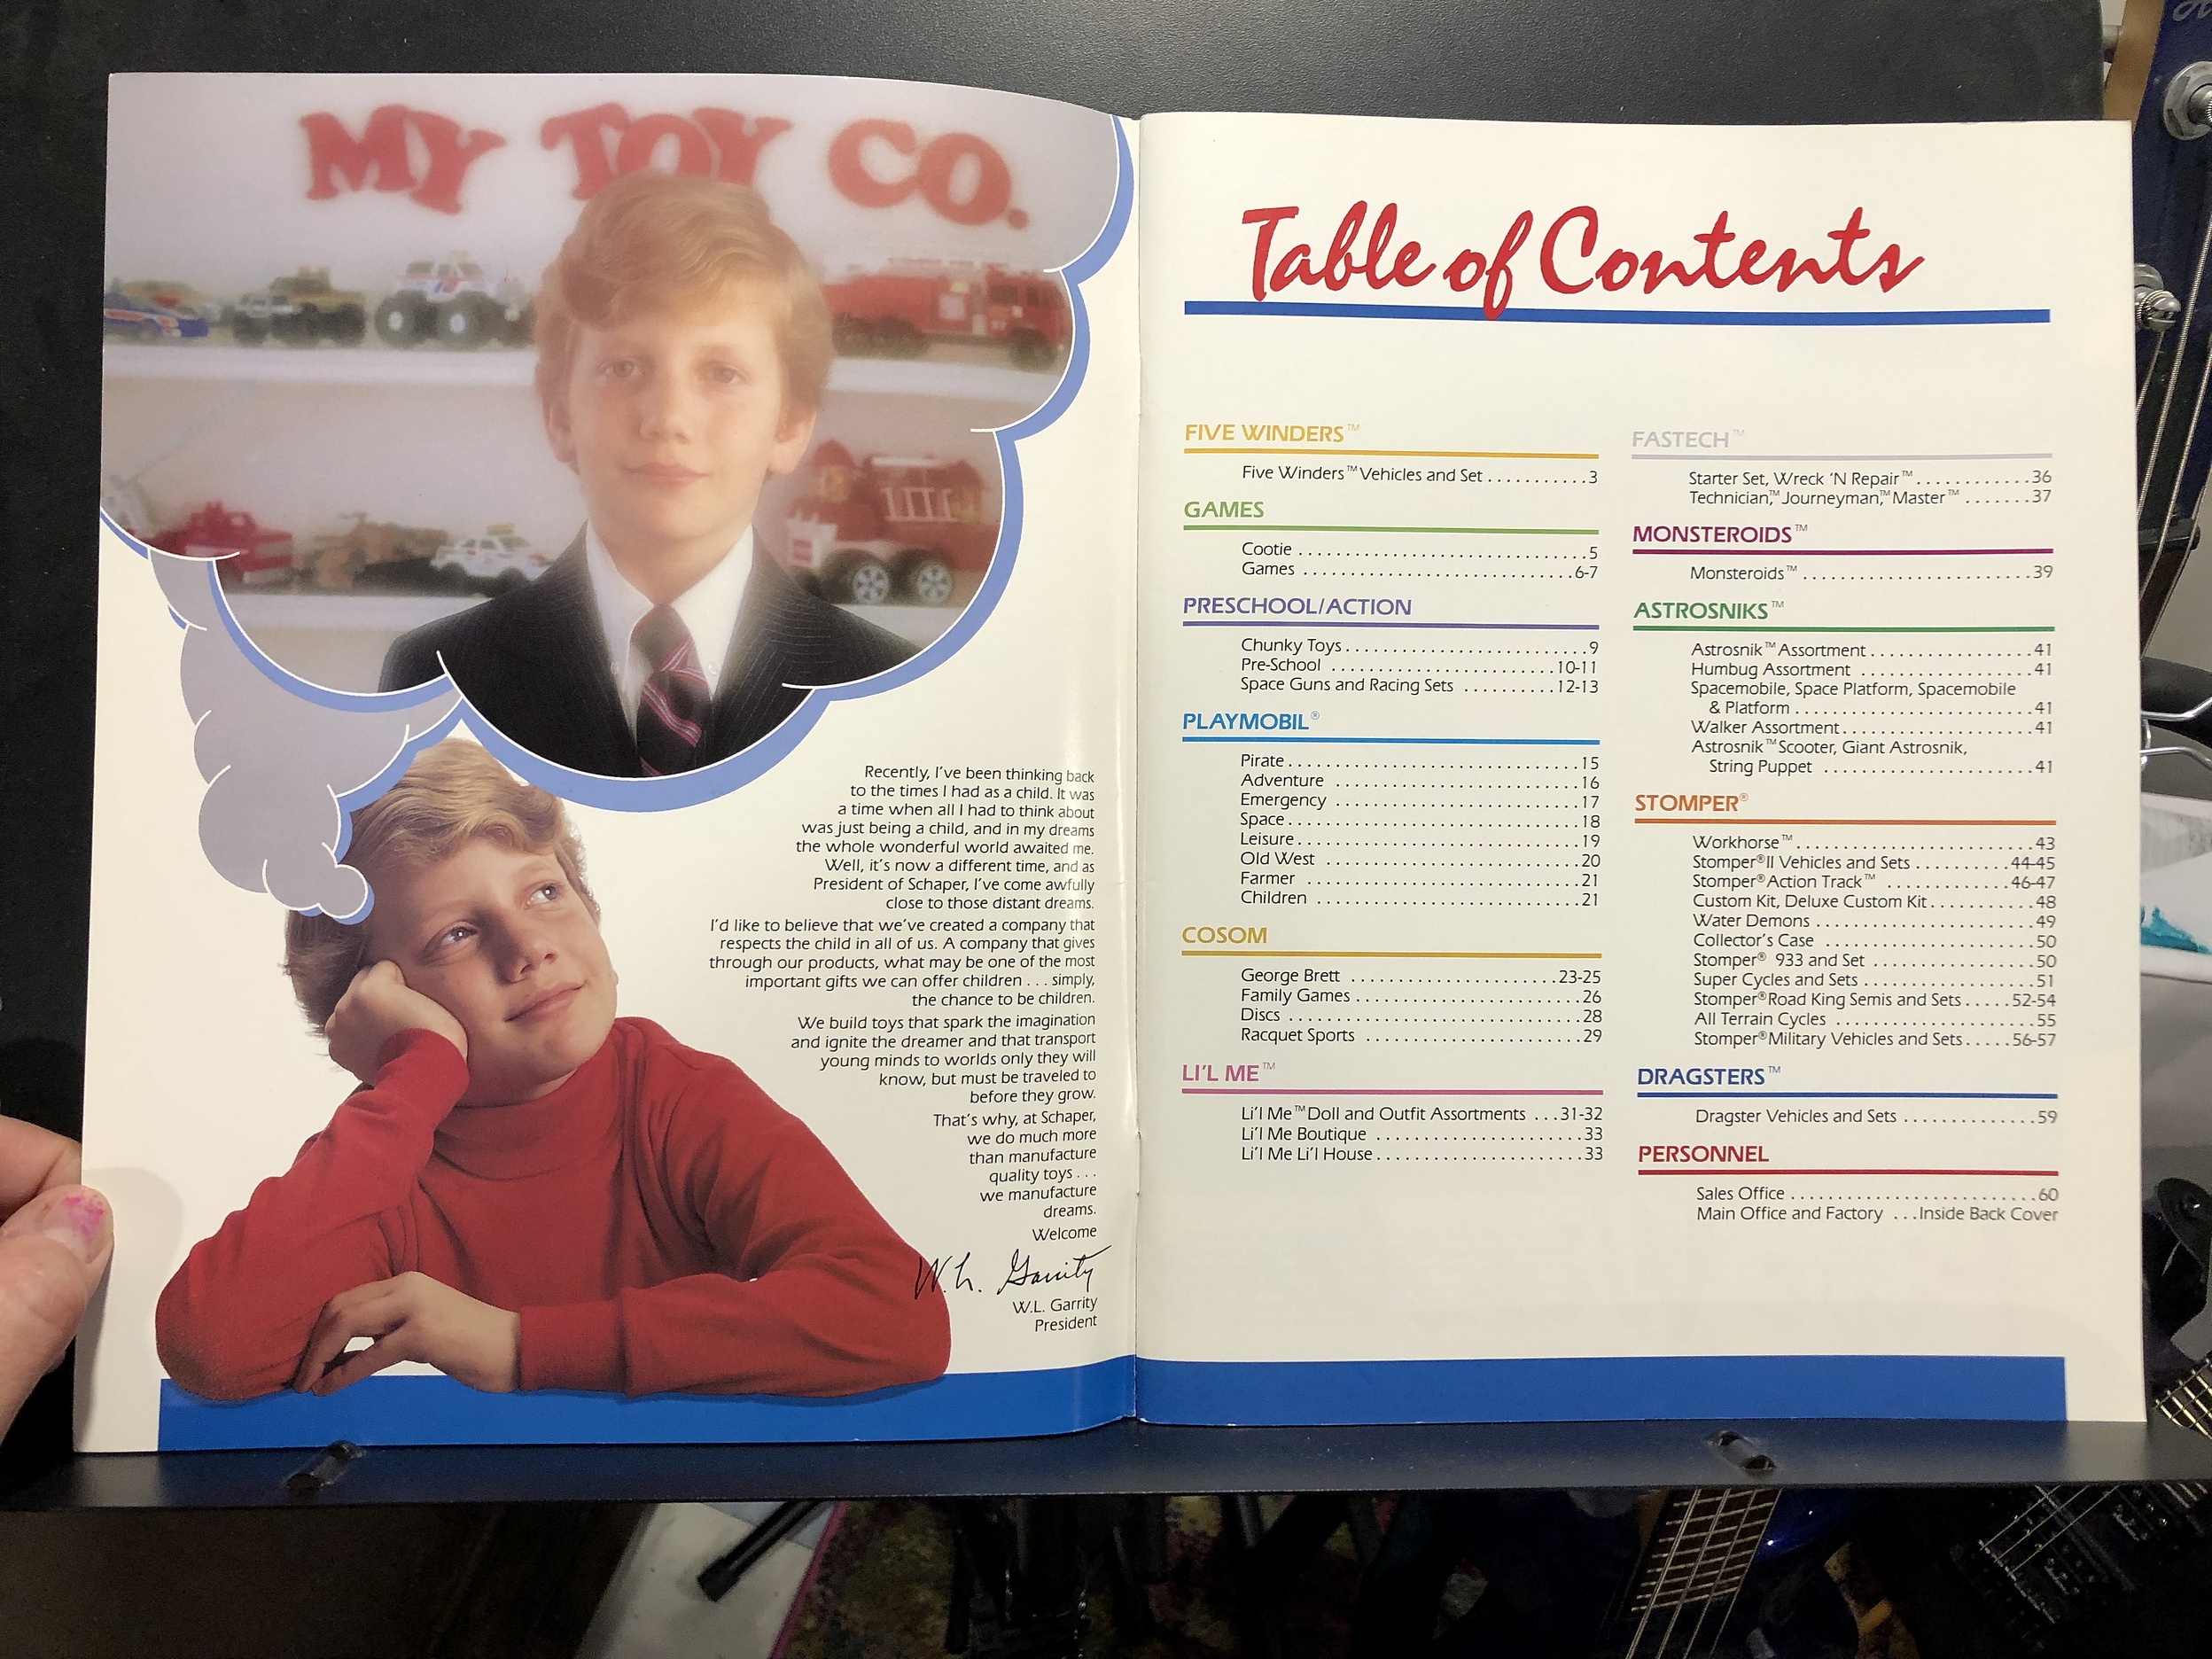 MY TOY CO.
Recently, I've been thinking back
to the times I had as a child. It was
a time when all I had to think about
was just being a child, and in my dreams
the whole wonderful world awaited me.
Well, it's now a different time, and as
President of Schaper, I've come awfully
close to those distant dreams.
I'd like to believe that we've created a company that
respects the child in all of us. A company that gives
through our products, what may be one of the most
important gifts we can offer children . . . simply,
the chance to be children.
We build toys that spark the imagination
and ignite the dreamer and that transport
young minds to worlds only they will
know, but must be traveled to
before they grow.
That's why, at Schaper,
we do much more
than manufacture
quality toys . . .
we manufacture
dreams.
Welcome
W. L. Garrity
W.L. Garrity
President
Table of Contents
FIVE WINDERS™
Five Winders™ Vehicles and Set . . . . . . . . . . . 3
GAMES
Cootie . . . . . . . . . . . . . . . . . . . . . . . . . . . . . . 5
Games . . . . . . . . . . . . . . . . . . . . . . . . . . . . 6-7
PRESCHOOL/ACTION
Chunky Toys . . . . . . . . . . . . . . . . . . . . . . . . . 9
Pre-School . . . . . . . . . . . . . . . . . . . . . . . 10-11
Space Guns and Racing Sets . . . . . . . . . . 12-13
PLAYMOBIL®
Pirate . . . . . . . . . . . . . . . . . . . . . . . . . . . . . 15
Adventure . . . . . . . . . . . . . . . . . . . . . . . . . 16
Emergency . . . . . . . . . . . . . . . . . . . . . . . . . 17
Space . . . . . . . . . . . . . . . . . . . . . . . . . . . . . 18
Leisure . . . . . . . . . . . . . . . . . . . . . . . . . . . . 19
Old West . . . . . . . . . . . . . . . . . . . . . . . . . . 20
Farmer . . . . . . . . . . . . . . . . . . . . . . . . . . . . 21
Children . . . . . . . . . . . . . . . . . . . . . . . . . . . 21
COSOM
George Brett . . . . . . . . . . . . . . . . . . . . . 23-25
Family Games . . . . . . . . . . . . . . . . . . . . . . . 26
Discs . . . . . . . . . . . . . . . . . . . . . . . . . . . . . . 28
Racquet Sports . . . . . . . . . . . . . . . . . . . . . . 29
LI'L ME™
Li'l Me™ Doll and Outfit Assortments . . . 31-32
Li'l Me Boutique . . . . . . . . . . . . . . . . . . . . . 33
Li'l Me Li'l House . . . . . . . . . . . . . . . . . . . . . 33
FASTECH™
Starter Set, Wreck 'N Repair™ . . . . . . . . . . . . 36
Technician,™ Journeyman,™ Master™ . . . . . . . 37
MONSTEROIDS™
Monsteroids™ . . . . . . . . . . . . . . . . . . . . . . . 39
ASTROSNIKS™
Astrosnik™ Assortment . . . . . . . . . . . . . . . . . 41
Humbug Assortment . . . . . . . . . . . . . . . . . . 41
Spacemobile, Space Platform, Spacemobile
& Platform . . . . . . . . . . . . . . . . . . . . . . . . . 41
Walker Assortment . . . . . . . . . . . . . . . . . . . . 41
Astrosnik™ Scooter, Giant Astrosnik,
String Puppet . . . . . . . . . . . . . . . . . . . . . . . 41
STOMPER®
Workhorse™ . . . . . . . . . . . . . . . . . . . . . . . . 43
Stomper® II Vehicles and Sets . . . . . . . . . . 44-45
Stomper® Action Track™ . . . . . . . . . . . . . 46-47
Custom Kit, Deluxe Custom Kit . . . . . . . . . . . 48
Water Demons . . . . . . . . . . . . . . . . . . . . . . . 49
Collector's Case . . . . . . . . . . . . . . . . . . . . . . 50
Stomper® 933 and Set . . . . . . . . . . . . . . . . . 50
Super Cycles and Sets . . . . . . . . . . . . . . . . . . 51
Stomper® Road King Semis and Sets . . . . . 52-54
All Terrain Cycles . . . . . . . . . . . . . . . . . . . . . 55
Stomper® Military Vehicles and Sets . . . . . 56-57
DRAGSTERS™
Dragster Vehicles and Sets . . . . . . . . . . . . . . 59
PERSONNEL
Sales Office . . . . . . . . . . . . . . . . . . . . . . . . . 60
Main Office and Factory . . . Inside Back Cover